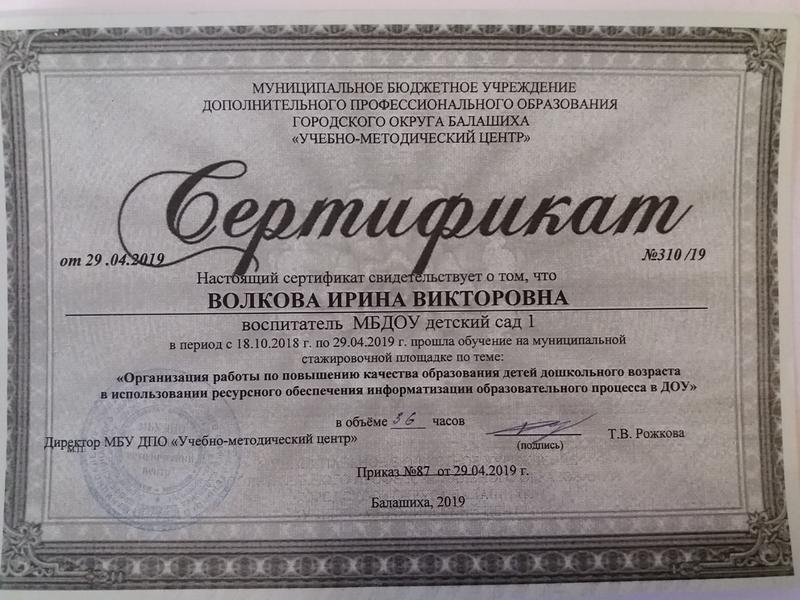 МУНИЦИПАЛЬНОЕ БЮДЖЕТНОЕ УЧРЕЖДЕНИЕ
ДОПОЛНИТЕЛЬНОГО ПРОФЕССИОНАЛЬНОГО ОБРАЗОВАНИЯ
ГОРОДСКОГО ОКРУГА БАЛАШИХА
«УЧЕБНО-МЕТОДИЧЕСКИЙ ЦЕНТР»
Сертификат
от 29 .04.2019 №310 /19
Настоящий сертификат свидетельствует о том, что
ВОЛКОВА ИРИНА ВИКТОРОВНА
воспитатель МБДОУ детский сад 1
в период с 18.10.2018 г. по 29.04.2019 г. прошла обучение на муниципальной
стажировочной площадке по теме:
«Организация работы по повышению качества образования детей дошкольного возраста
в использовании ресурсного обеспечения информатизации образовательного процесса в ДОУ»
в объёме 36 часов
Директор МБУ ДПО «Учебно-методический центр» Т.В. Рожкова
М.П. (подпись)
Приказ №87 от 29.04.2019 г.
Балашиха, 2019